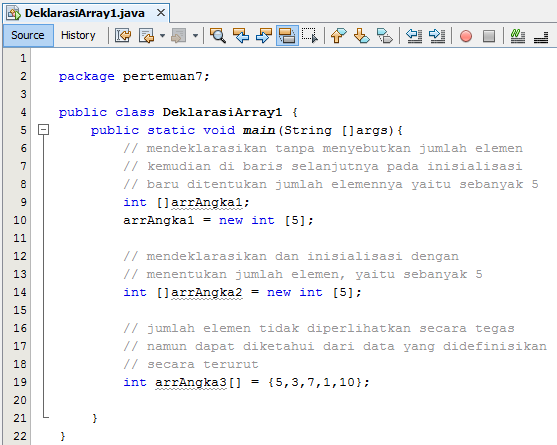 DeklarasiArray1.java
Source History
1
2 package pertemuan7;
3
4 public class DeklarasiArray1 {
5 public static void main(String []args){
6 // mendeklarasikan tanpa menyebutkan jumlah elemen
7 // kemudian di baris selanjutnya pada inisialisasi
8 // baru ditentukan jumlah elemennya yaitu sebanyak 5
9 int []arrAngka1;
10 arrAngka1 = new int [5];
11
12 // mendeklarasikan dan inisialisasi dengan
13 // menentukan jumlah elemen, yaitu sebanyak 5
14 int []arrAngka2 = new int [5];
15
16 // jumlah elemen tidak diperlihatkan secara tegas
17 // namun dapat diketahui dari data yang didefinisikan
18 // secara terurut
19 int arrAngka3[] = {5,3,7,1,10};
20
21 }
22 }